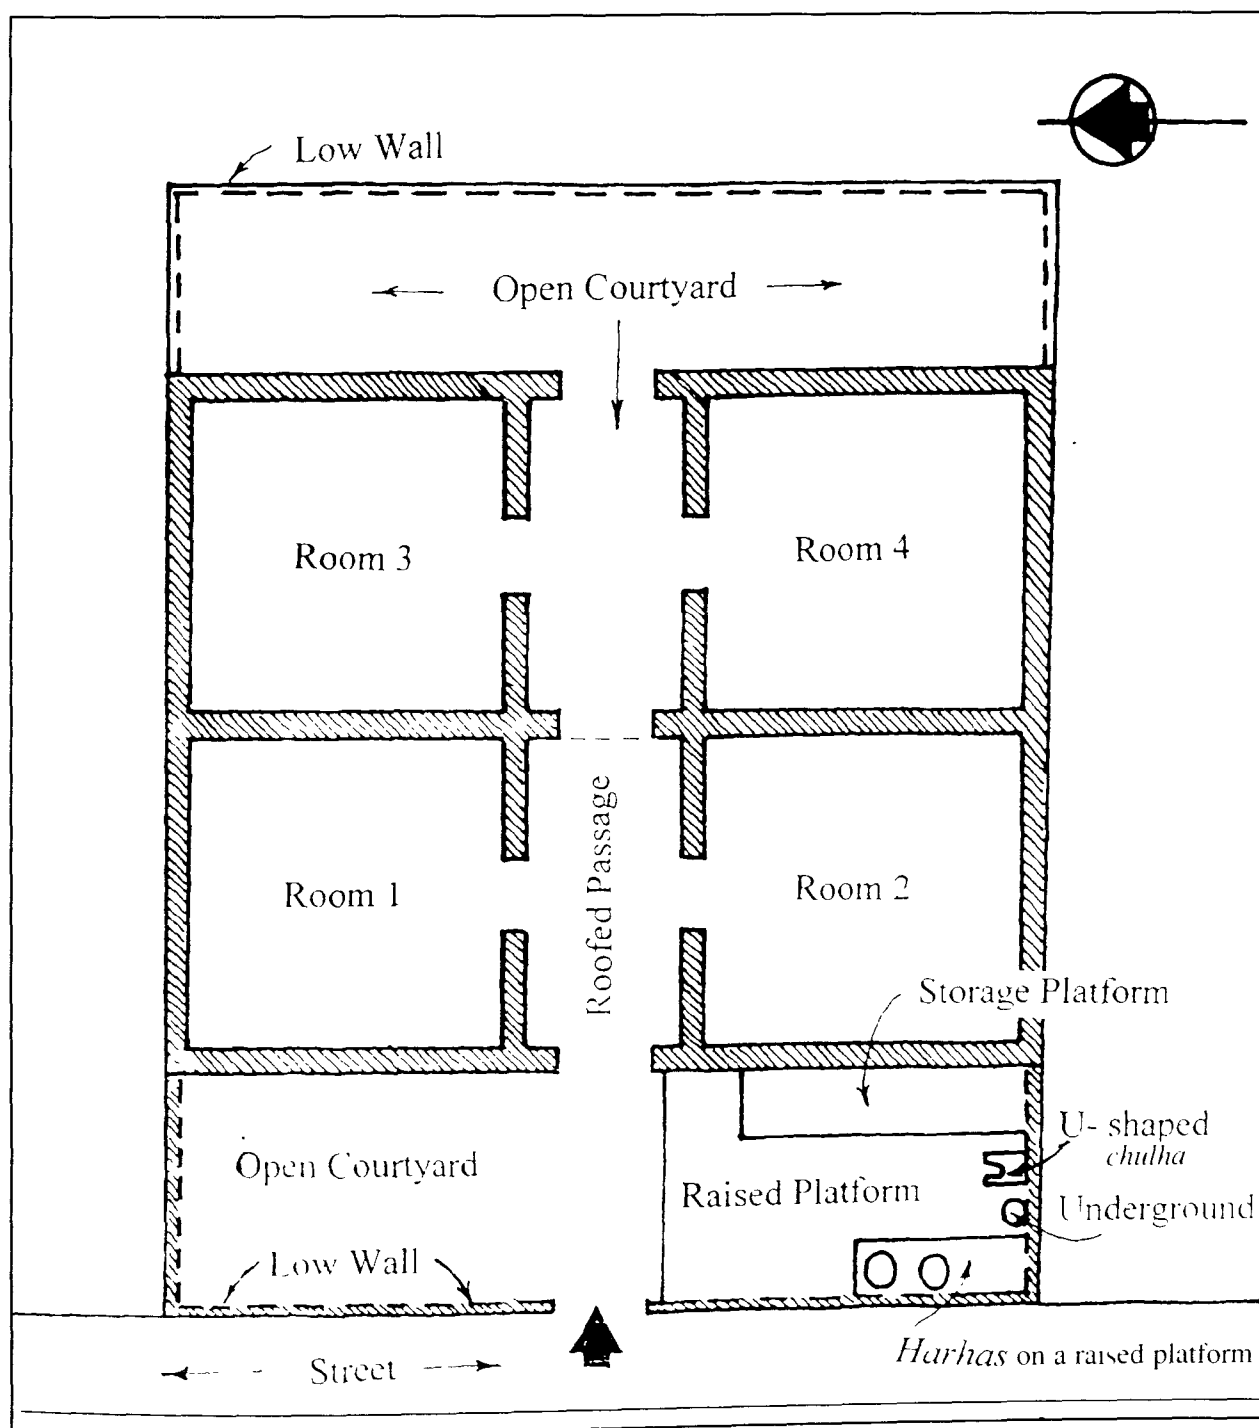 Low Wall
Open Courtyard
Room 3
Room 4
Roofed Passage
Room 1
Room 2
Storage Platform
U- shaped
chulha
Open Courtyard
Raised Platform
Underground
Low Wall
Harhas on a raised platform
Street